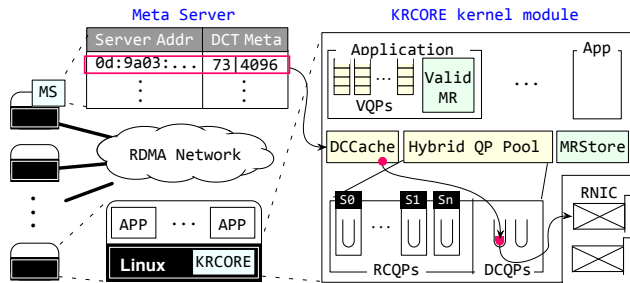 Meta Server
Server Addr DCT Meta
0d:9a03:... 73 4096
MS
RDMA Network
APP ... APP
Linux KRCORE
KRCORE kernel module
Application
App
...
VQPs
Valid
MR
...
DCCache Hybrid QP Pool MRStore
S0 S1 Sn
...
RCQPs DCQPs
RNIC